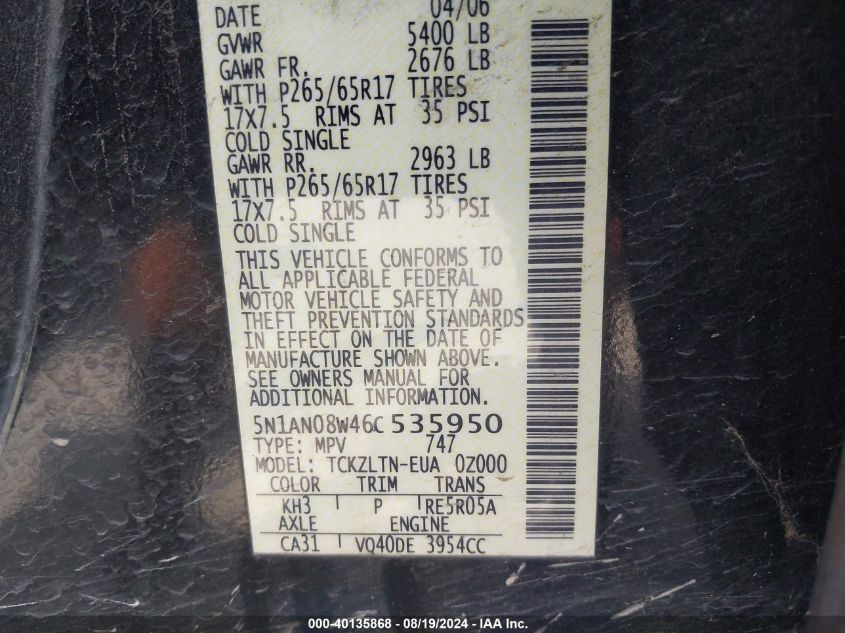 DATE 04/06
GVWR 5400 LB
GAWR FR. 2676 LB
WITH P265/65R17 TIRES
17X7.5 RIMS AT 35 PSI
COLD SINGLE
GAWR RR. 2963 LB
WITH P265/65R17 TIRES
17X7.5 RIMS AT 35 PSI
COLD SINGLE
THIS VEHICLE CONFORMS TO
ALL APPLICABLE FEDERAL
MOTOR VEHICLE SAFETY AND
THEFT PREVENTION STANDARDS
IN EFFECT ON THE DATE OF
MANUFACTURE SHOWN ABOVE.
SEE OWNERS MANUAL FOR
ADDITIONAL INFORMATION.
5N1AN08W46C535950
TYPE: MPV 747
MODEL: TCKZLTN-EUA 0Z000
COLOR TRIM TRANS
KH3 P RE5R05A
AXLE ENGINE
CA31 VQ40DE 3954CC
000-40135868 - 08/19/2024 - IAA Inc.